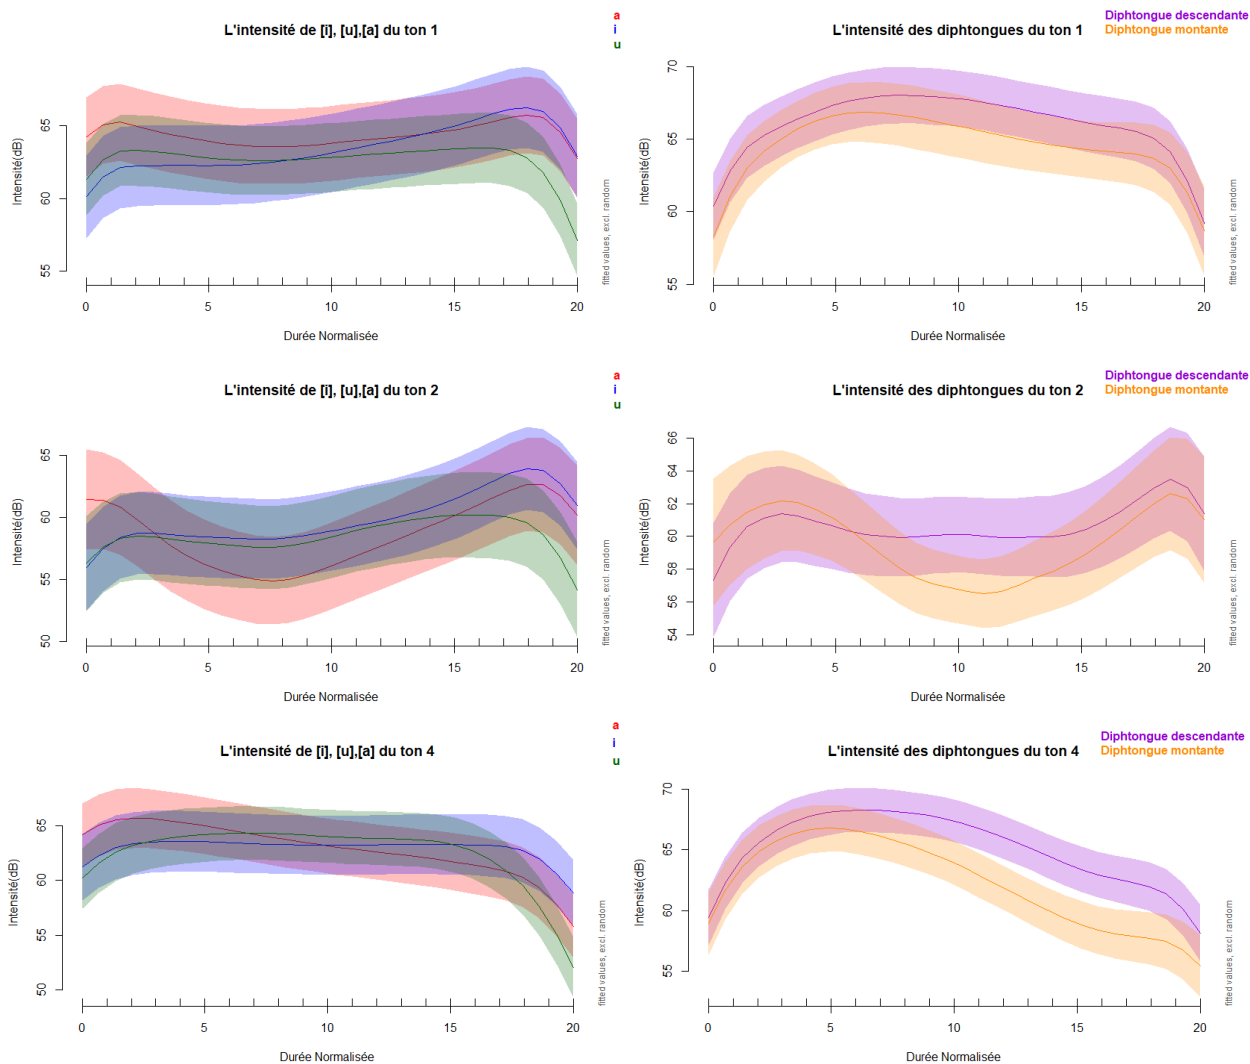 L'intensité de [i], [u],[a] du ton 1
a
i
u
65
60
55
Intensité(dB)
0 5 10 15 20
Durée Normalisée
fitted values, excl. random
L'intensité des diphtongues du ton 1
Diphtongue descendante
Diphtongue montante
70
65
60
55
Intensité(dB)
0 5 10 15 20
Durée Normalisée
fitted values, excl. random
L'intensité de [i], [u],[a] du ton 2
a
i
u
65
60
55
50
Intensité(dB)
0 5 10 15 20
Durée Normalisée
fitted values, excl. random
L'intensité des diphtongues du ton 2
Diphtongue descendante
Diphtongue montante
66
64
62
60
58
56
54
Intensité(dB)
0 5 10 15 20
Durée Normalisée
fitted values, excl. random
L'intensité de [i], [u],[a] du ton 4
a
i
u
65
60
55
50
Intensité(dB)
0 5 10 15 20
Durée Normalisée
fitted values, excl. random
L'intensité des diphtongues du ton 4
Diphtongue descendante
Diphtongue montante
70
65
60
55
Intensité(dB)
0 5 10 15 20
Durée Normalisée
fitted values, excl. random